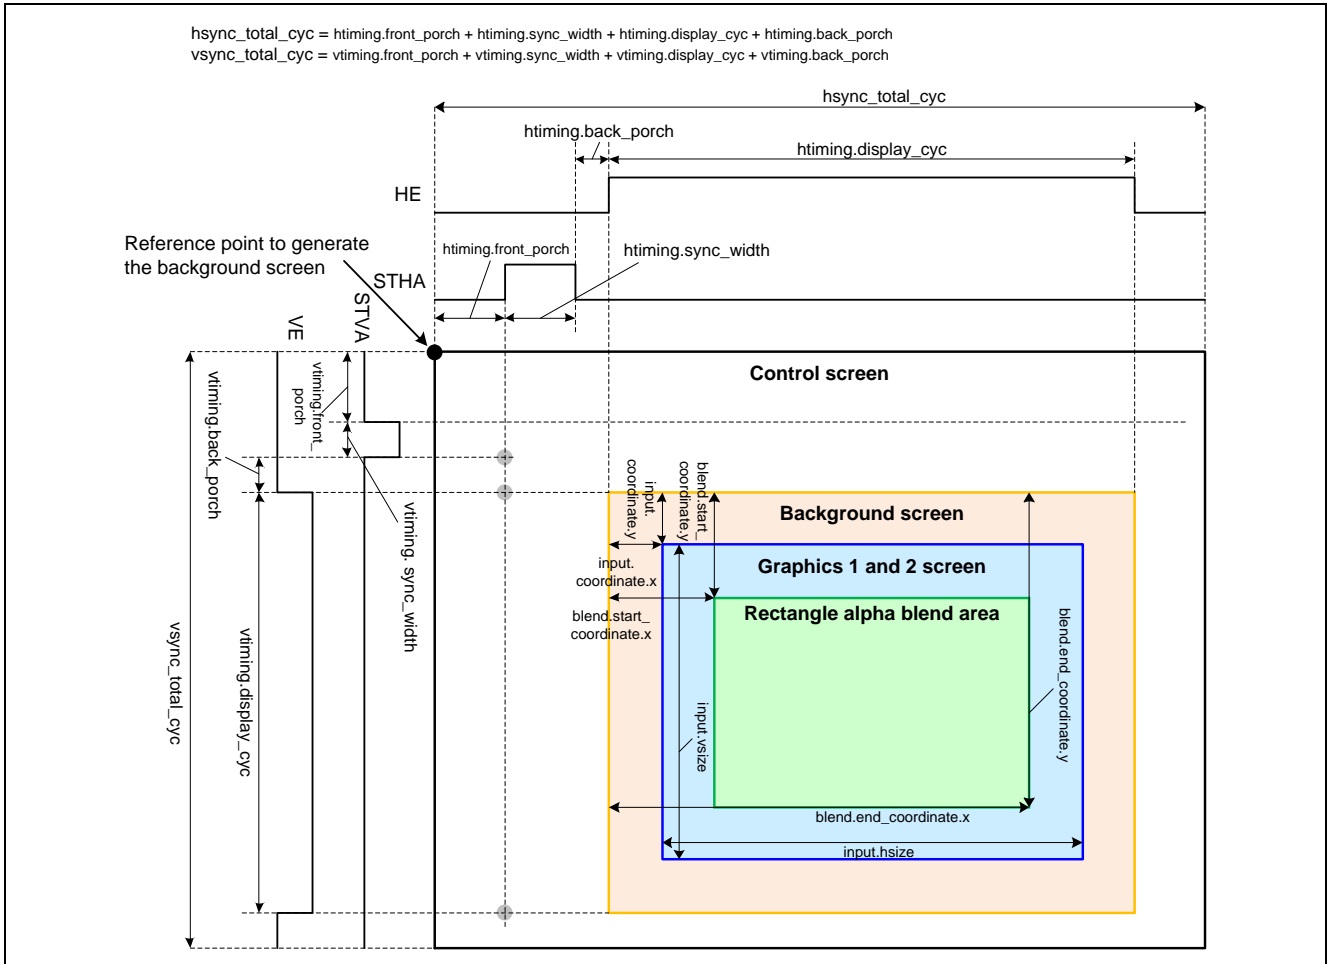 hsync_total_cyc = htiming.front_porch + htiming.sync_width + htiming.display_cyc + htiming.back_porch
vsync_total_cyc = vtiming.front_porch + vtiming.sync_width + vtiming.display_cyc + vtiming.back_porch
hsync_total_cyc
htiming.back_porch
htiming.display_cyc
HE
Reference point to generate
the background screen
htiming.front_porch
htiming.sync_width
STHA
STVA
VE
Control screen
vtiming.front_
porch
vtiming.back_porch
vtiming. sync_width
vtiming.display_cyc
vsync_total_cyc
input.
coordinate.y
blend.start_
coordinate.y
Background screen
input.
coordinate.x
Graphics 1 and 2 screen
blend.start_
coordinate.x
Rectangle alpha blend area
blend.end_coordinate.y
input.vsize
blend.end_coordinate.x
input.hsize